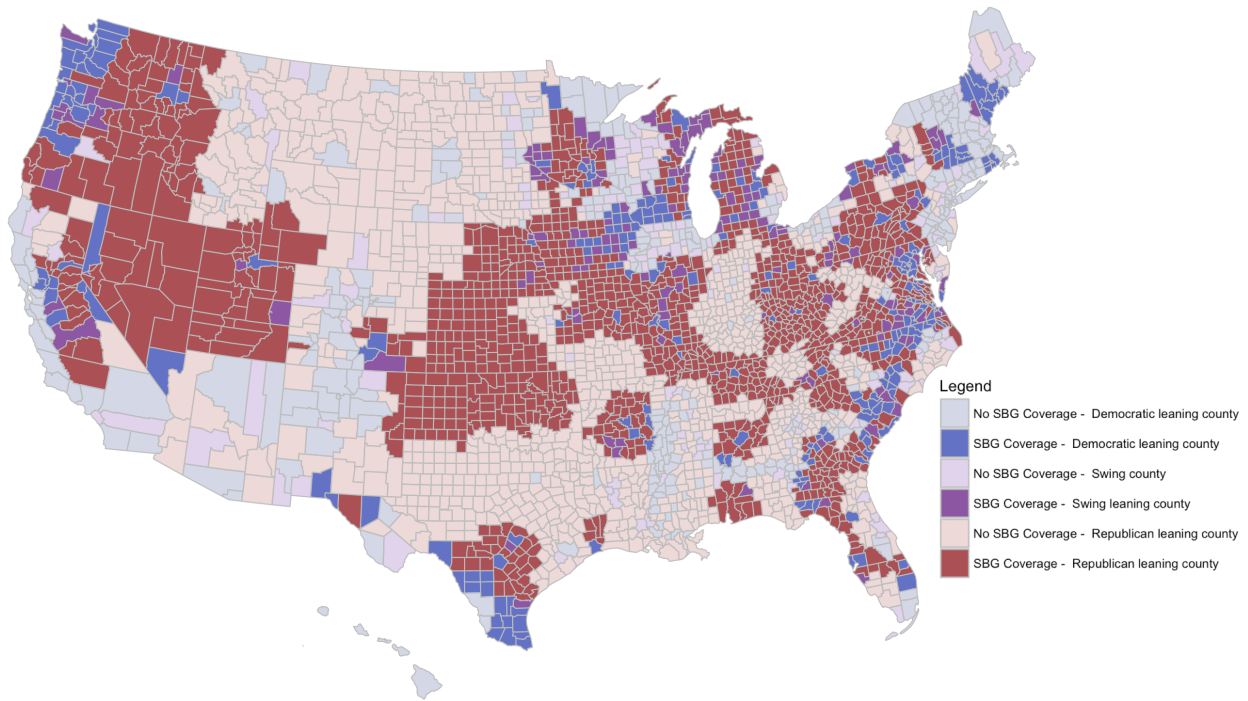 Legend
No SBG Coverage - Democratic leaning county
SBG Coverage - Democratic leaning county
No SBG Coverage - Swing county
SBG Coverage - Swing leaning county
No SBG Coverage - Republican leaning county
SBG Coverage - Republican leaning county